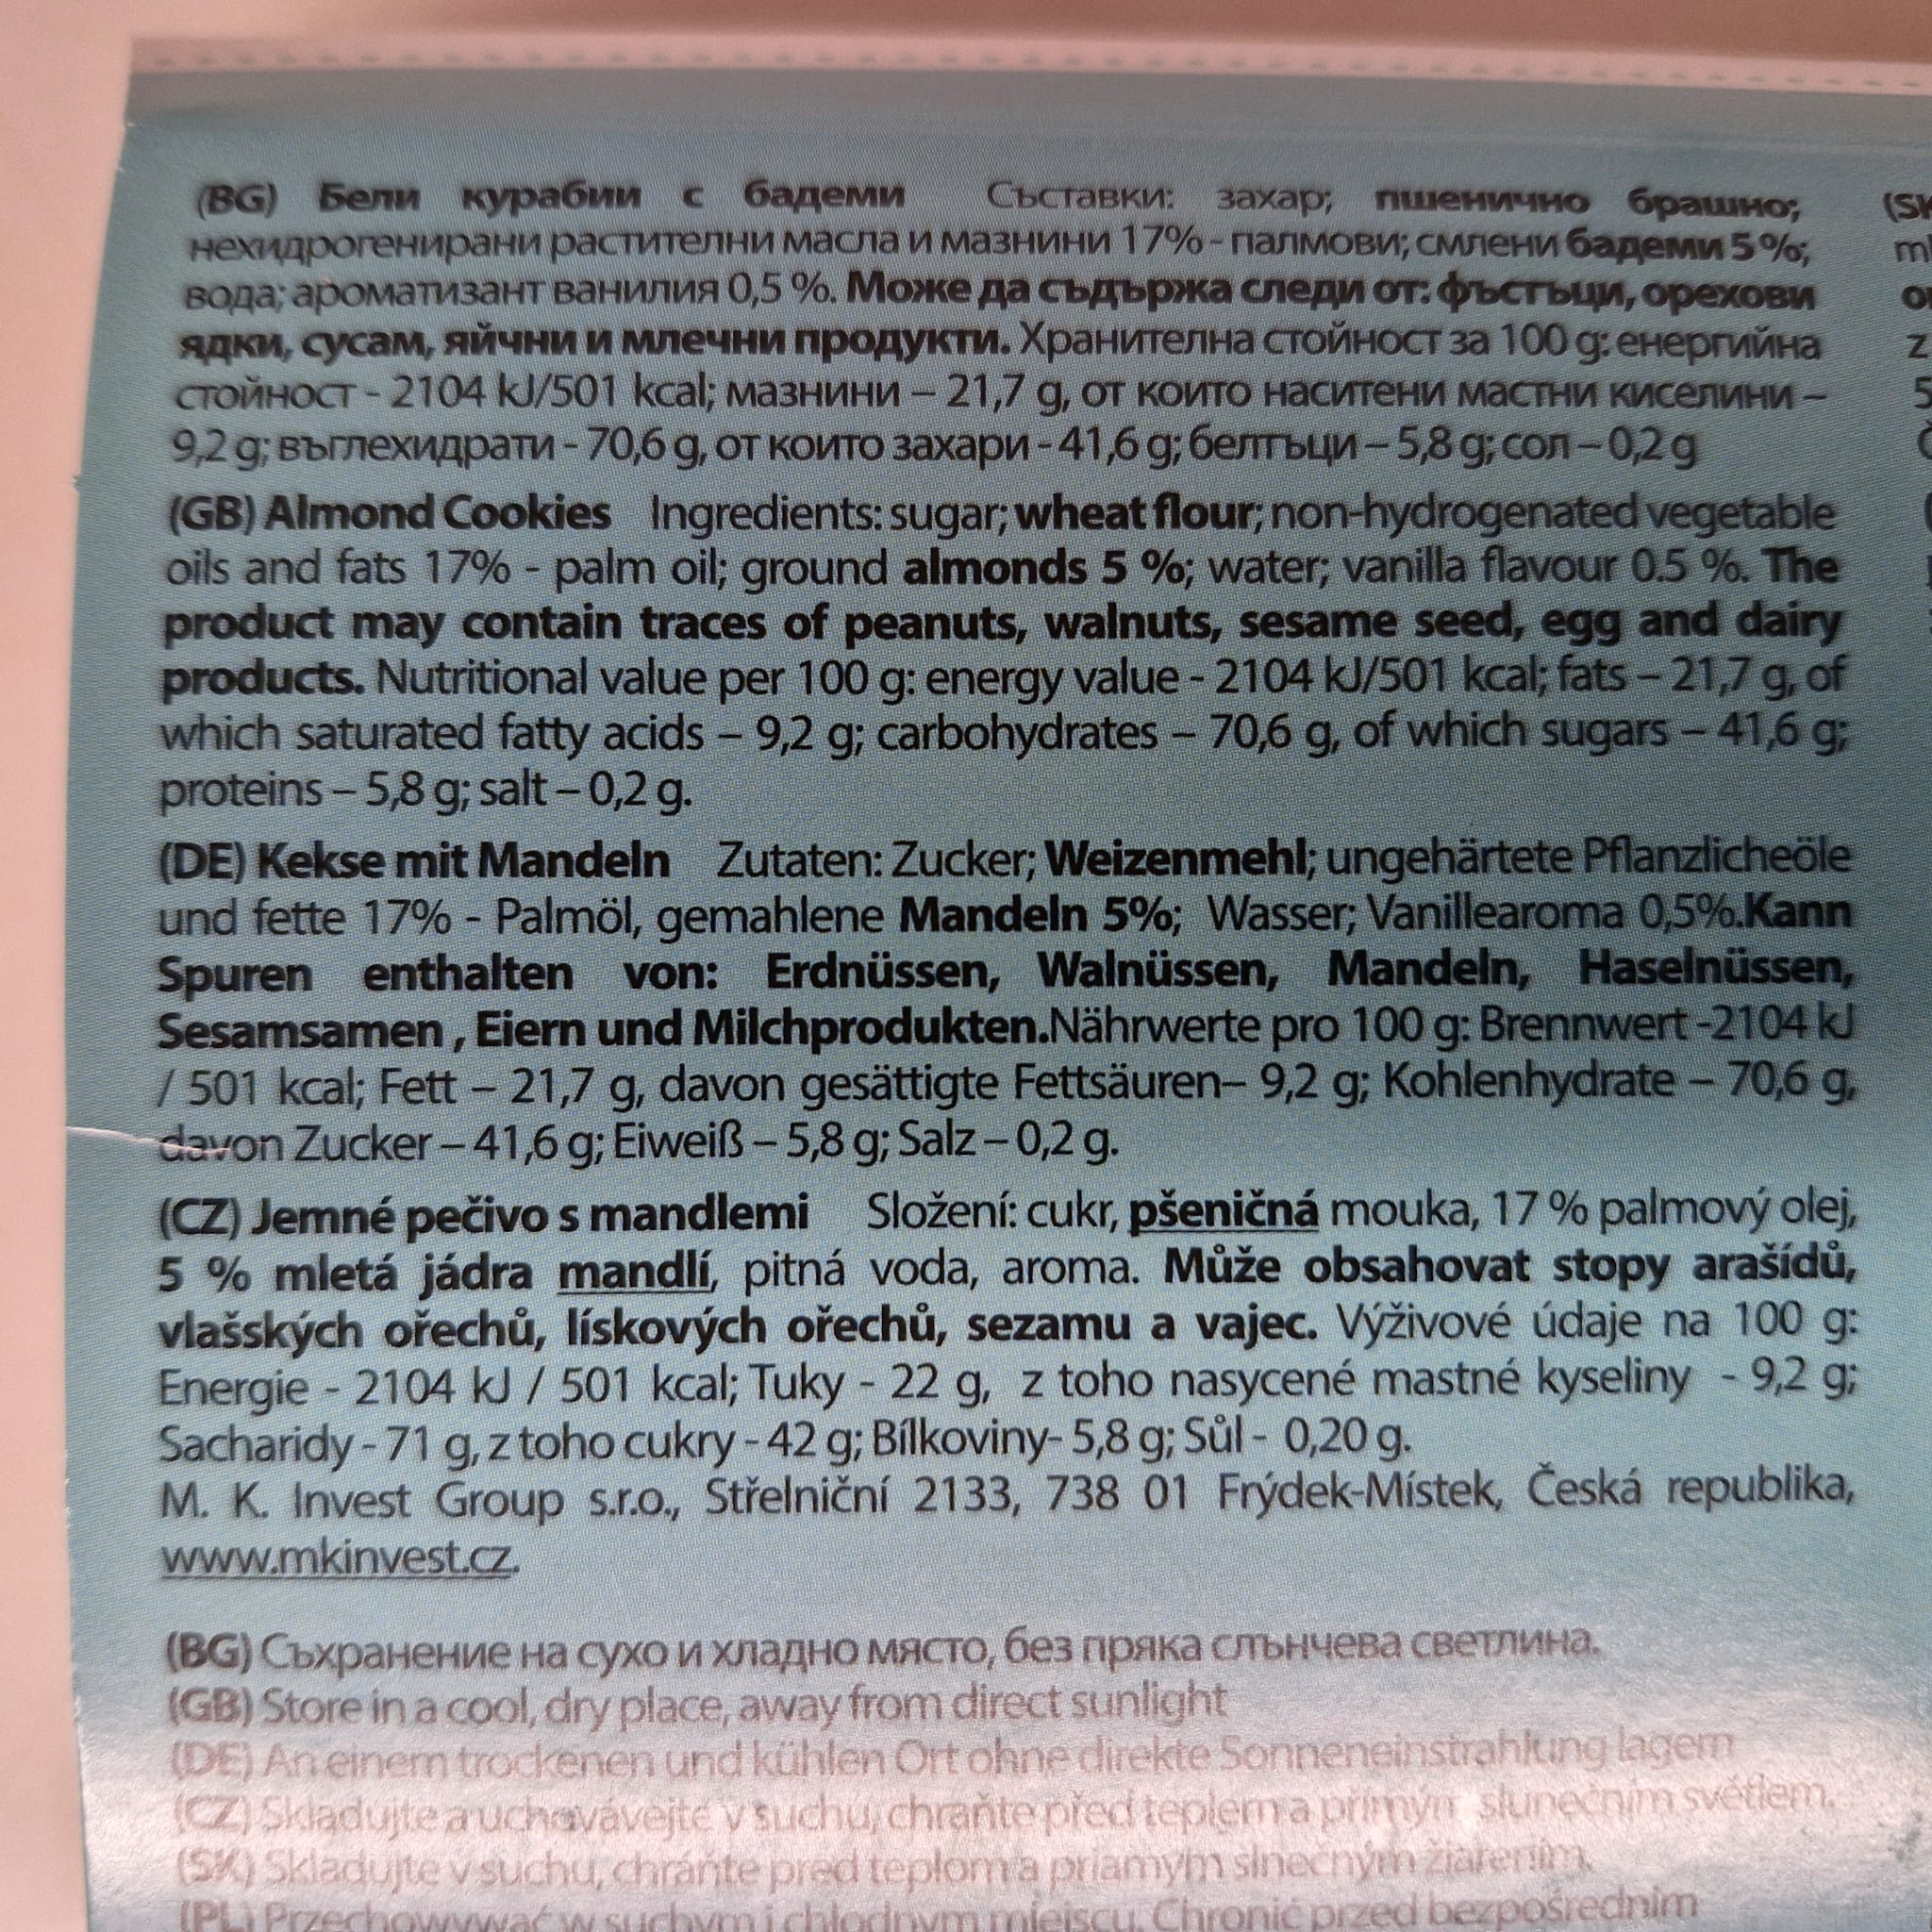 (BG) Бели курабии с бадеми Съставки: захар; пшенично брашно;
нехидрогенирани растителни масла и мазнини 17% - палмови; смлени бадеми 5 %;
вода; ароматизант ванилия 0,5 %. Може да съдържа следи от: фъстъци, орехови
ядки, сусам, яйчни и млечни продукти. Хранителна стойност за 100 g: енергийна
стойност - 2104 kJ/501 kcal; мазнини – 21,7 g, от които наситени мастни киселини –
9,2 g; въглехидрати - 70,6 g, от които захари - 41,6 g; белтъци – 5,8 g; сол – 0,2 g
(GB) Almond Cookies Ingredients: sugar; wheat flour; non-hydrogenated vegetable
oils and fats 17% - palm oil; ground almonds 5 %; water; vanilla flavour 0.5 %. The
product may contain traces of peanuts, walnuts, sesame seed, egg and dairy
products. Nutritional value per 100 g: energy value - 2104 kJ/501 kcal; fats – 21,7 g, of
which saturated fatty acids – 9,2 g; carbohydrates – 70,6 g, of which sugars – 41,6 g;
proteins – 5,8 g; salt – 0,2 g.
(DE) Kekse mit Mandeln Zutaten: Zucker; Weizenmehl; ungehärtete Pflanzlicheöle
und fette 17% - Palmöl, gemahlene Mandeln 5%; Wasser; Vanillearoma 0,5%.Kann
Spuren enthalten von: Erdnüssen, Walnüssen, Mandeln, Haselnüssen,
Sesamsamen , Eiern und Milchprodukten.Nährwerte pro 100 g: Brennwert -2104 kJ
/ 501 kcal; Fett – 21,7 g, davon gesättigte Fettsäuren– 9,2 g; Kohlenhydrate – 70,6 g,
davon Zucker – 41,6 g; Eiweiß – 5,8 g; Salz – 0,2 g.
(CZ) Jemné pečivo s mandlemi Složení: cukr, pšeničná mouka, 17 % palmový olej,
5 % mletá jádra mandlí, pitná voda, aroma. Může obsahovat stopy arašídů,
vlašských ořechů, lískových ořechů, sezamu a vajec. Výživové údaje na 100 g:
Energie - 2104 kJ / 501 kcal; Tuky - 22 g, z toho nasycené mastné kyseliny - 9,2 g;
Sacharidy - 71 g, z toho cukry - 42 g; Bílkoviny- 5,8 g; Sůl - 0,20 g.
M. K. Invest Group s.r.o., Střelniční 2133, 738 01 Frýdek-Místek, Česká republika,
www.mkinvest.cz.
(BG) Съхранение на сухо и хладно място, без пряка слънчева светлина.
(GB) Store in a cool, dry place, away from direct sunlight
(DE) An einem trockenen und kühlen Ort ohne direkte Sonneneinstrahlung lagern
(CZ) Skladujte a uchovávejte v suchu, chraňte před teplem a přímým slunečním světlem.
(SK) Skladujte v suchu, chráňte pred teplom a priamym slnečným žiarením.
(PL) Przechowywać w suchym i chłodnym miejscu. Chronić przed bezpośrednim